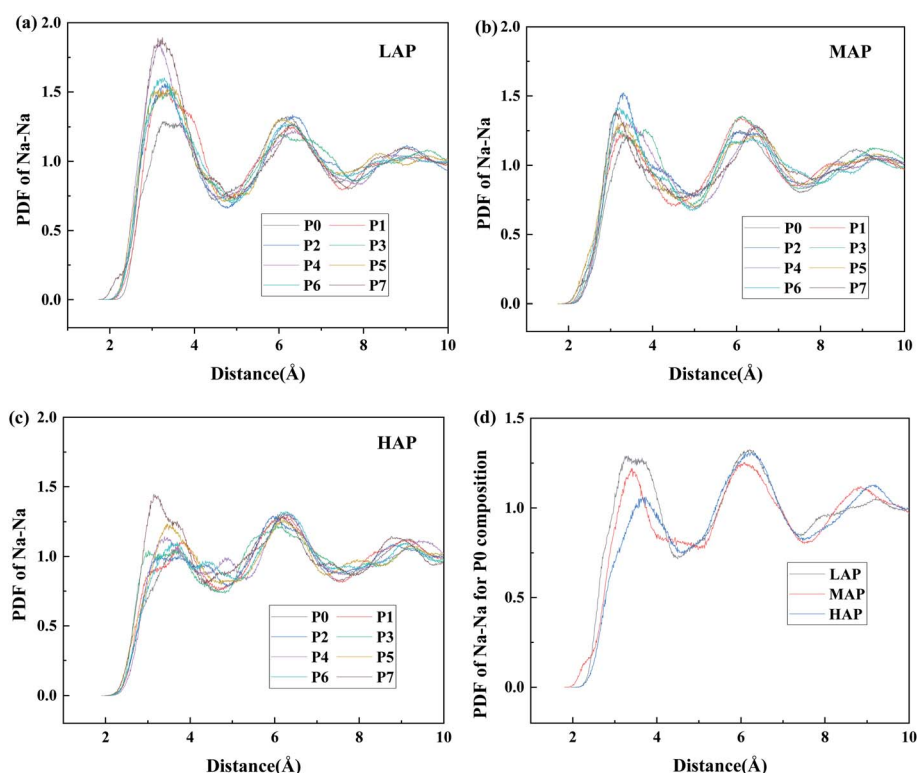 (a)
2.0
1.5
1.0
0.5
0.0
PDF of Na-Na
LAP
P0 P1
P2 P3
P4 P5
P6 P7
2 4 6 8 10
Distance(Å)
(b)
2.0
1.5
1.0
0.5
0.0
PDF of Na-Na
MAP
P0 P1
P2 P3
P4 P5
P6 P7
2 4 6 8 10
Distance(Å)
(c)
2.0
1.5
1.0
0.5
0.0
PDF of Na-Na
HAP
P0 P1
P2 P3
P4 P5
P6 P7
2 4 6 8 10
Distance(Å)
(d)
1.5
1.0
0.5
0.0
PDF of Na-Na for P0 composition
LAP
MAP
HAP
2 4 6 8 10
Distance(Å)